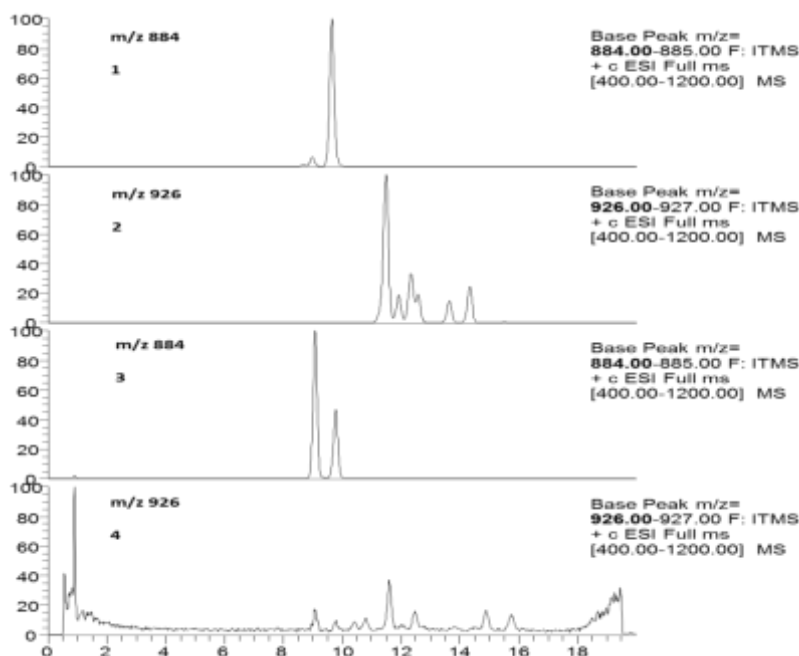 100
80
60
40
20
0
m/z 884
1
Base Peak m/z=
884.00-885.00 F: ITMS
+ c ESI Full ms
[400.00-1200.00] MS
100
80
60
40
20
0
m/z 926
2
Base Peak m/z=
926.00-927.00 F: ITMS
+ c ESI Full ms
[400.00-1200.00] MS
100
80
60
40
20
0
m/z 884
3
Base Peak m/z=
884.00-885.00 F: ITMS
+ c ESI Full ms
[400.00-1200.00] MS
100
80
60
40
20
0
m/z 926
4
Base Peak m/z=
926.00-927.00 F: ITMS
+ c ESI Full ms
[400.00-1200.00] MS
0 2 4 6 8 10 12 14 16 18